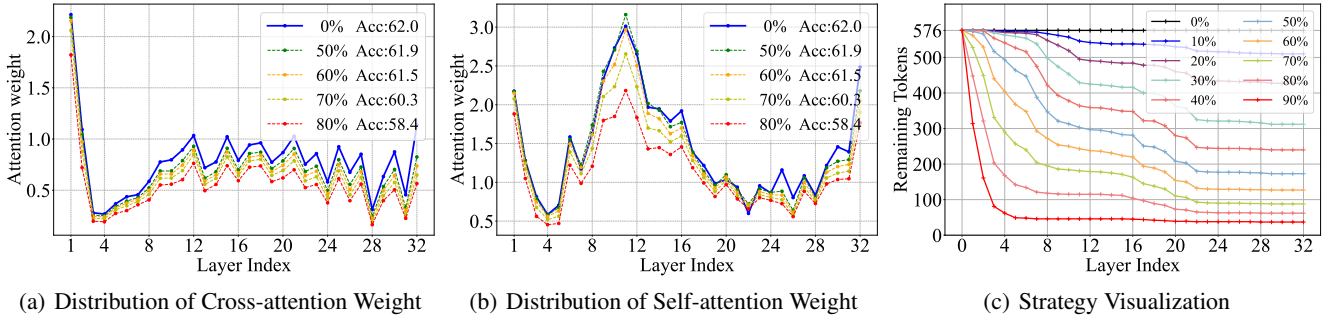 Attention weight
2.0
1.5
1.0
0.5
0% Acc:62.0
50% Acc:61.9
60% Acc:61.5
70% Acc:60.3
80% Acc:58.4
1 4 8 12 16 20 24 28 32
Layer Index
(a) Distribution of Cross-attention Weight
Attention weight
3.0
2.5
2.0
1.5
1.0
0.5
0% Acc:62.0
50% Acc:61.9
60% Acc:61.5
70% Acc:60.3
80% Acc:58.4
1 4 8 12 16 20 24 28 32
Layer Index
(b) Distribution of Self-attention Weight
Remaining Tokens
576
500
400
300
200
100
0
0% 50%
10% 60%
20% 70%
30% 80%
40% 90%
0 4 8 12 16 20 24 28 32
Layer Index
(c) Strategy Visualization